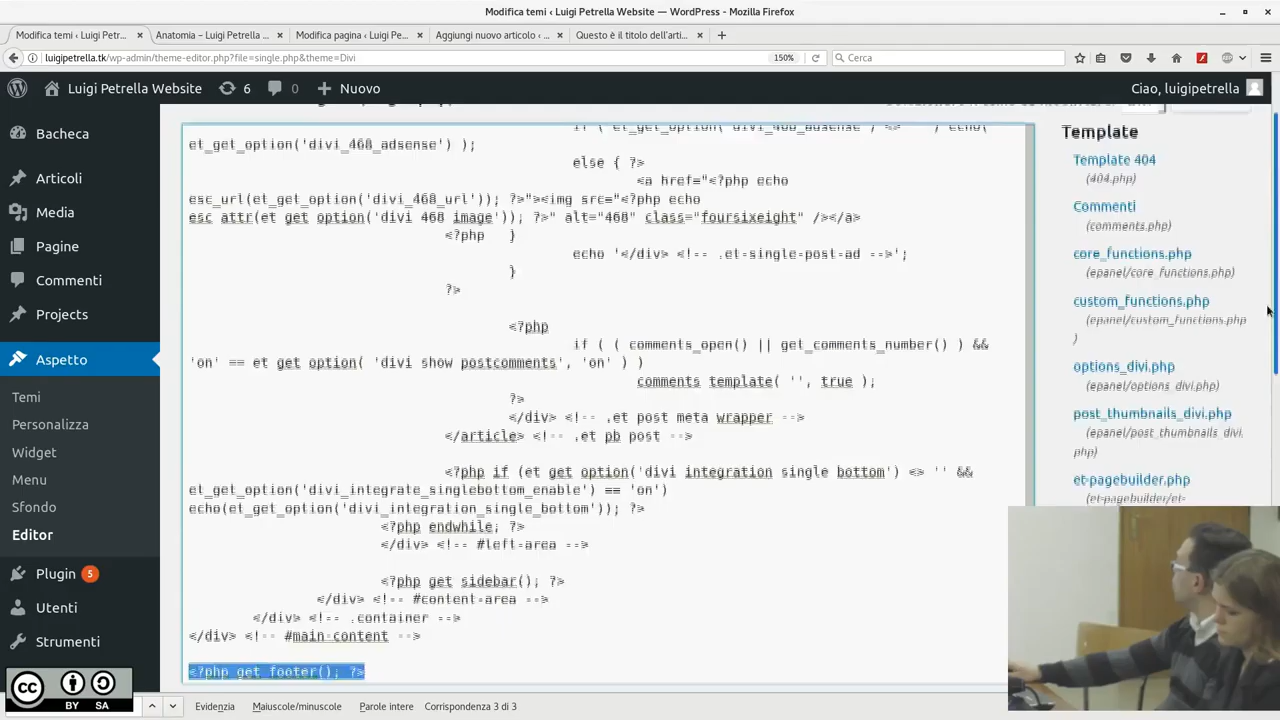 Modifica temi ‹ Luigi Petrella Website — WordPress - Mozilla Firefox
Modifica temi ‹ Luigi Petr... × Anatomia – Luigi Petrella ... × Modifica pagina ‹ Luigi Pe... × Aggiungi nuovo articolo ‹ ... × Questo è il titolo dell'arti... ×
luigipetrella.tk/wp-admin/theme-editor.php?file=single.php&theme=Divi 150% Cerca
Luigi Petrella Website 6 0 Nuovo Ciao, luigipetrella
Bacheca
Articoli
Media
Pagine
Commenti
Projects
Aspetto
Temi
Personalizza
Widget
Menu
Sfondo
Editor
Plugin 5
Utenti
Strumenti
et_get_option('divi_468_adsense') );
else { ?>
<a href="<?php echo
esc_url(et_get_option('divi_468_url')); ?>"><img src="<?php echo
esc_attr(et_get_option('divi_468_image')); ?>" alt="468" class="foursixeight" /></a>
<?php }
echo '</div> <!-- .et-single-post-ad -->';
}
?>
<?php
if ( ( comments_open() || get_comments_number() ) &&
'on' == et_get_option( 'divi_show_postcomments', 'on' ) )
comments_template( '', true );
?>
</div> <!-- .et_post_meta_wrapper -->
</article> <!-- .et_pb_post -->
<?php if (et_get_option('divi_integration_single_bottom') <> '' &&
et_get_option('divi_integrate_singlebottom_enable') == 'on')
echo(et_get_option('divi_integration_single_bottom')); ?>
<?php endwhile; ?>
</div> <!-- #left-area -->
<?php get_sidebar(); ?>
</div> <!-- #content-area -->
</div> <!-- .container -->
</div> <!-- #main-content -->
<?php get_footer(); ?>
Template
Template 404
(404.php)
Commenti
(comments.php)
core_functions.php
(epanel/core_functions.php)
custom_functions.php
(epanel/custom_functions.php
)
options_divi.php
(epanel/options_divi.php)
post_thumbnails_divi.php
(epanel/post_thumbnails_divi.
php)
et-pagebuilder.php
(et-pagebuilder/et-
cc BY SA
Evidenzia Maiuscole/minuscole Parole intere Corrispondenza 3 di 3